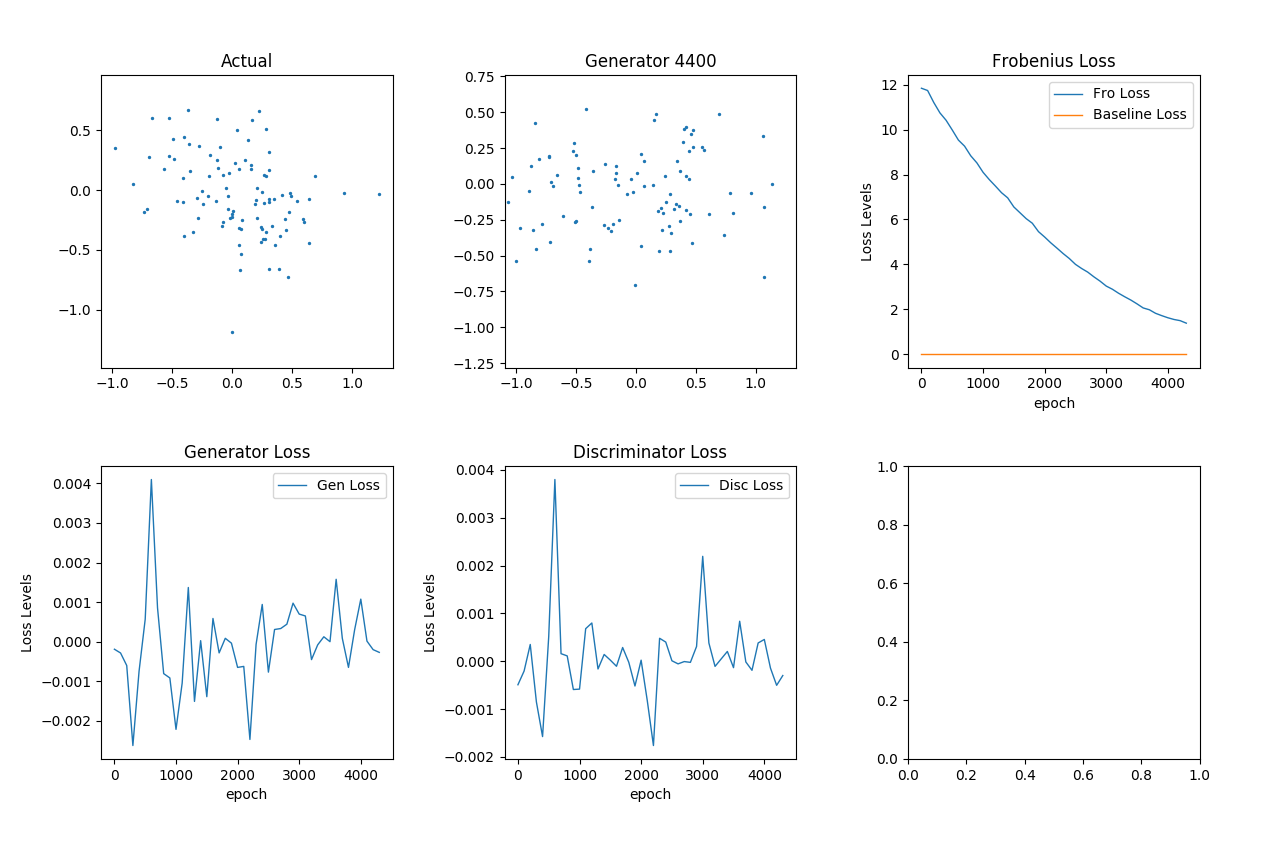 Actual
0.5
0.0
−0.5
−1.0
−1.0 −0.5 0.0 0.5 1.0
Generator 4400
0.75
0.50
0.25
0.00
−0.25
−0.50
−0.75
−1.00
−1.25
−1.0 −0.5 0.0 0.5 1.0
Frobenius Loss
Fro Loss
Baseline Loss
Loss Levels
12
10
8
6
4
2
0
0 1000 2000 3000 4000
epoch
Generator Loss
Gen Loss
Loss Levels
0.004
0.003
0.002
0.001
0.000
−0.001
−0.002
0 1000 2000 3000 4000
epoch
Discriminator Loss
Disc Loss
Loss Levels
0.004
0.003
0.002
0.001
0.000
−0.001
−0.002
0 1000 2000 3000 4000
epoch
1.0
0.8
0.6
0.4
0.2
0.0
0.0 0.2 0.4 0.6 0.8 1.0